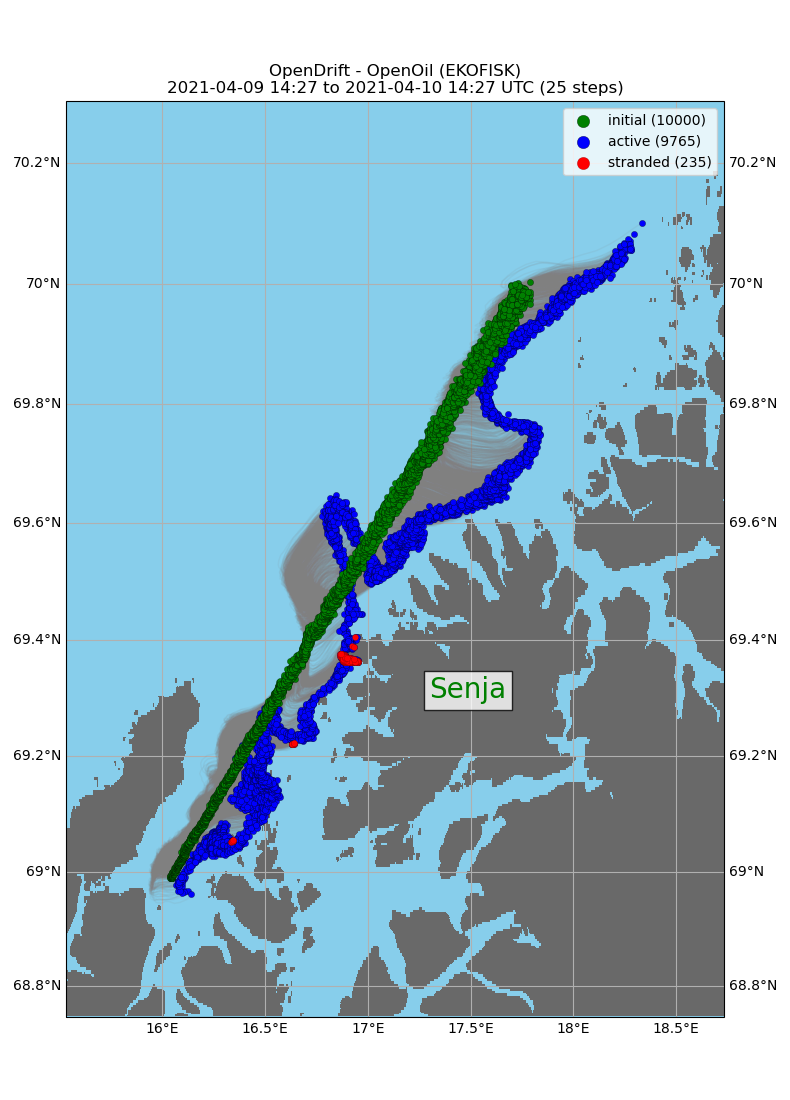 OpenDrift - OpenOil (EKOFISK)
2021-04-09 14:27 to 2021-04-10 14:27 UTC (25 steps)
initial (10000)
active (9765)
stranded (235)
70.2°N 70.2°N
70°N 70°N
69.8°N 69.8°N
69.6°N 69.6°N
69.4°N 69.4°N
Senja
69.2°N 69.2°N
69°N 69°N
68.8°N 68.8°N
16°E 16.5°E 17°E 17.5°E 18°E 18.5°E